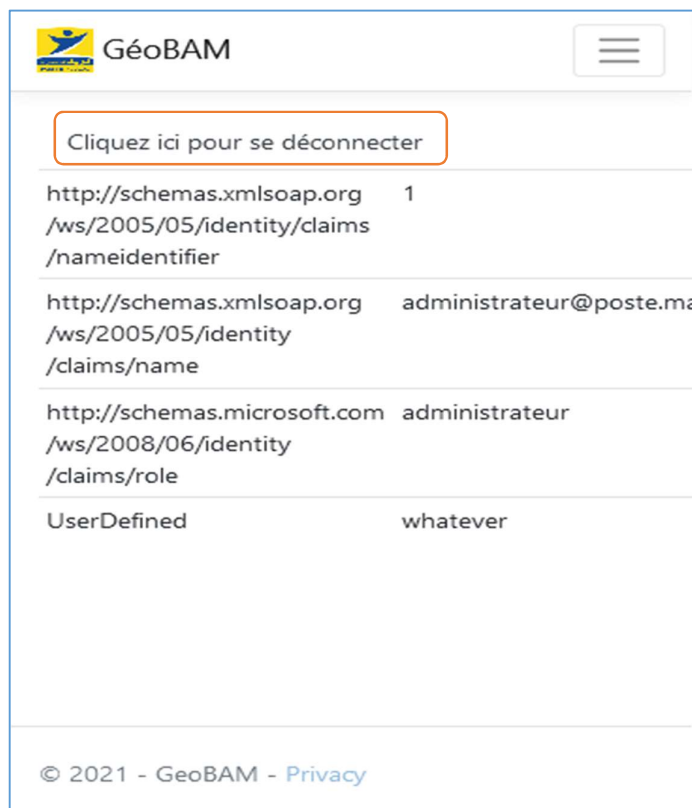 GéoBAM
Cliquez ici pour se déconnecter
http://schemas.xmlsoap.org 1
/ws/2005/05/identity/claims
/nameidentifier
http://schemas.xmlsoap.org administrateur@poste.ma
/ws/2005/05/identity
/claims/name
http://schemas.microsoft.com administrateur
/ws/2008/06/identity
/claims/role
UserDefined whatever
© 2021 - GeoBAM - Privacy